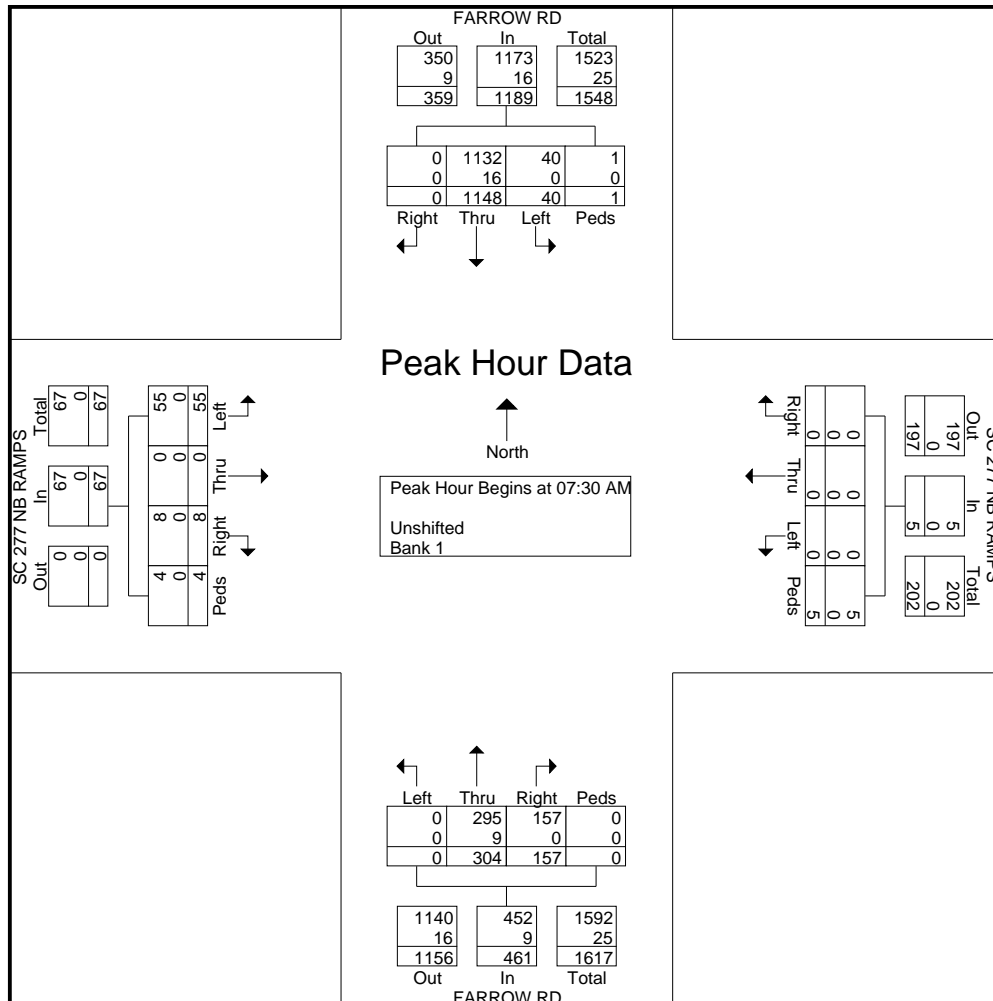 FARROW RD
Out In Total
350 1173 1523
9 16 25
359 1189 1548
0 1132 40 1
0 16 0 0
0 1148 40 1
Right Thru Left Peds
Peak Hour Data
North
Peak Hour Begins at 07:30 AM
Unshifted
Bank 1
SC 277 NB RAMPS
Out In Total
0 67 67
0 0 0
0 67 67
4 8 0 55
0 0 0 0
4 8 0 55
Peds Right Thru Left
SC 277 NB RAMPS
Out In Total
197 5 202
0 0 0
197 5 202
0 0 0 5
0 0 0 0
0 0 0 5
Right Thru Left Peds
Left Thru Right Peds
0 295 157 0
0 9 0 0
0 304 157 0
1140 452 1592
16 9 25
1156 461 1617
Out In Total
FARROW RD